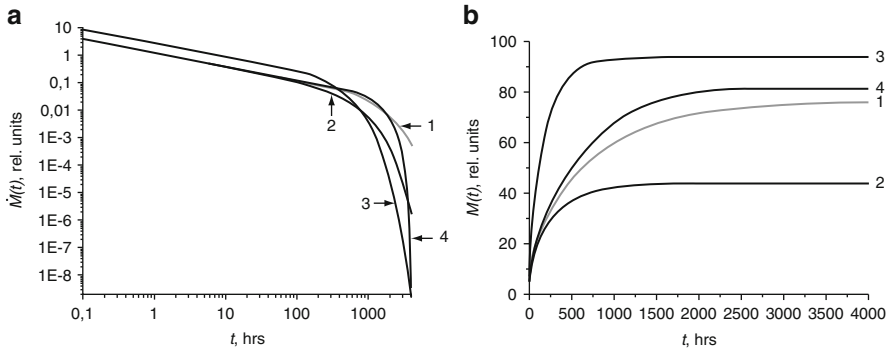 a
10
1
0,1
0,01
1E-3
1E-4
1E-5
1E-6
1E-7
1E-8
Ṁ(t), rel. units
0,1
1
10
100
1000
t, hrs
1
2
3
4
b
100
80
60
40
20
0
M(t), rel. units
0
500
1000
1500
2000
2500
3000
3500
4000
t, hrs
3
4
1
2